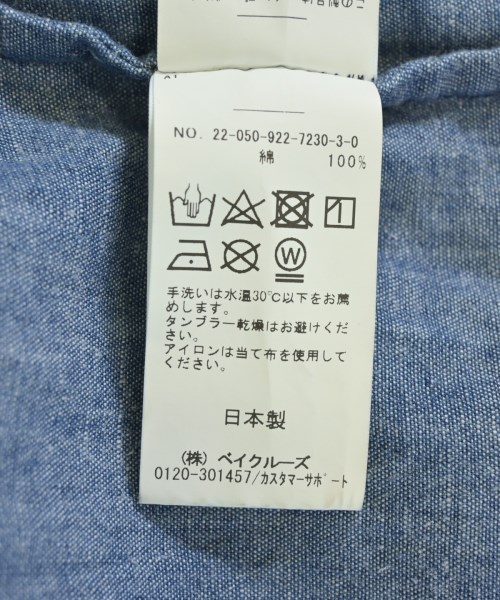 NO. 22-050-922-7230-3-0
綿 100%
W
手洗いは水温30℃以下をお薦
めします。
タンブラー乾燥はお避けくだ
さい。
アイロンは当て布を使用して
ください。
日本製
(株) ベイクルーズ
0120-301457/カスタマーサポート